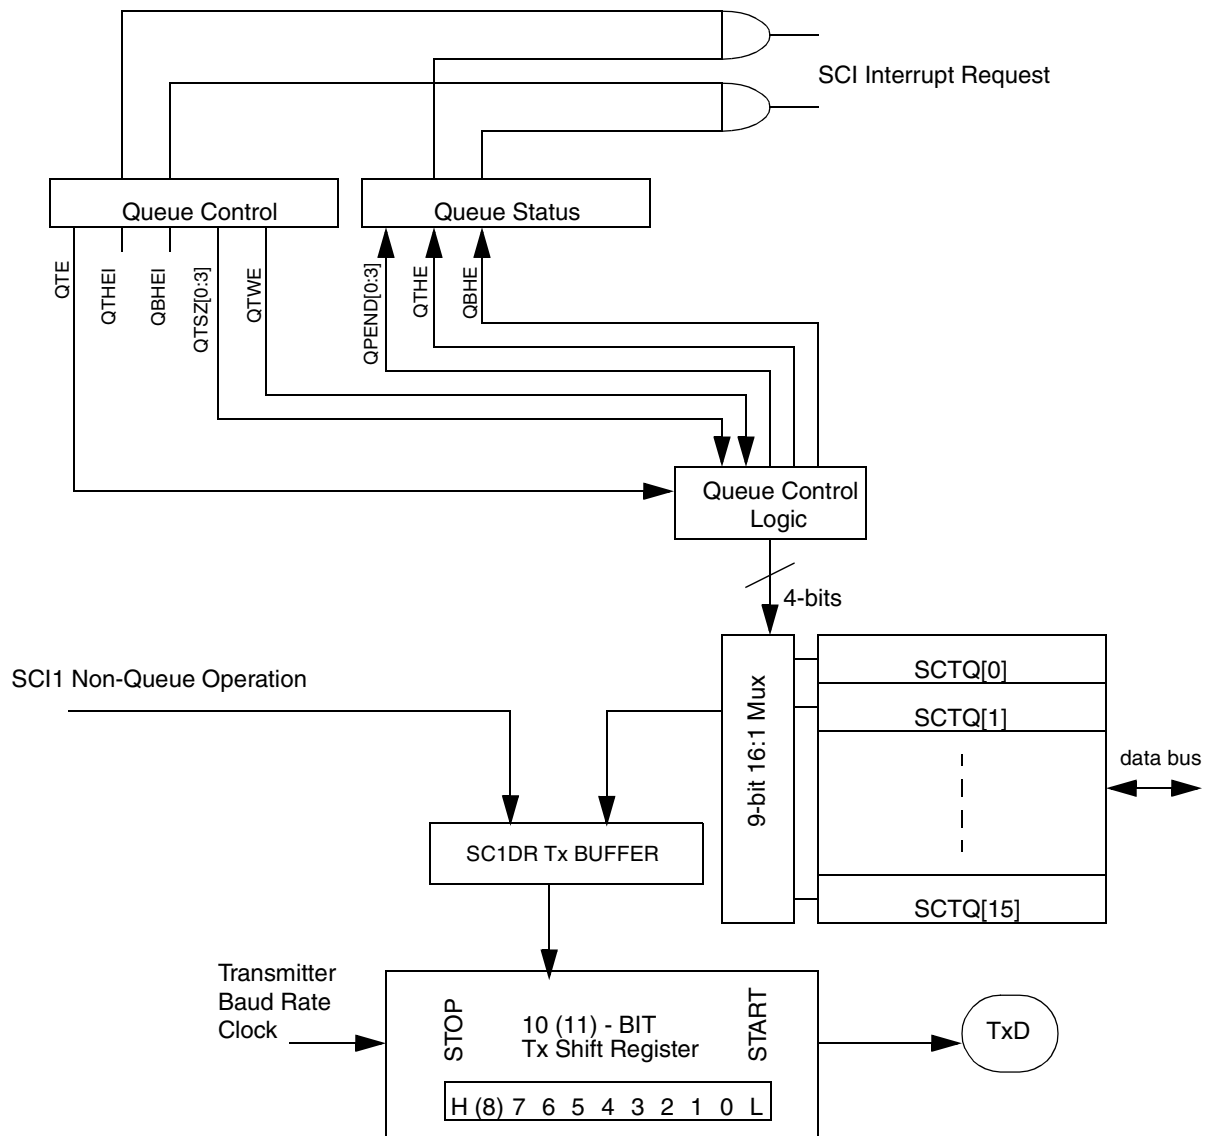 SCI Interrupt Request
Queue Control
Queue Status
QTE
QTHEI
QBHEI
QTSZ[0:3]
QTWE
QPEND[0:3]
QTHE
QBHE
Queue Control
Logic
4-bits
SCI1 Non-Queue Operation
9-bit 16:1 Mux
SCTQ[0]
SCTQ[1]
data bus
SC1DR Tx BUFFER
SCTQ[15]
Transmitter
Baud Rate
Clock
STOP
10 (11) - BIT
Tx Shift Register
START
TxD
H (8) 7 6 5 4 3 2 1 0 L